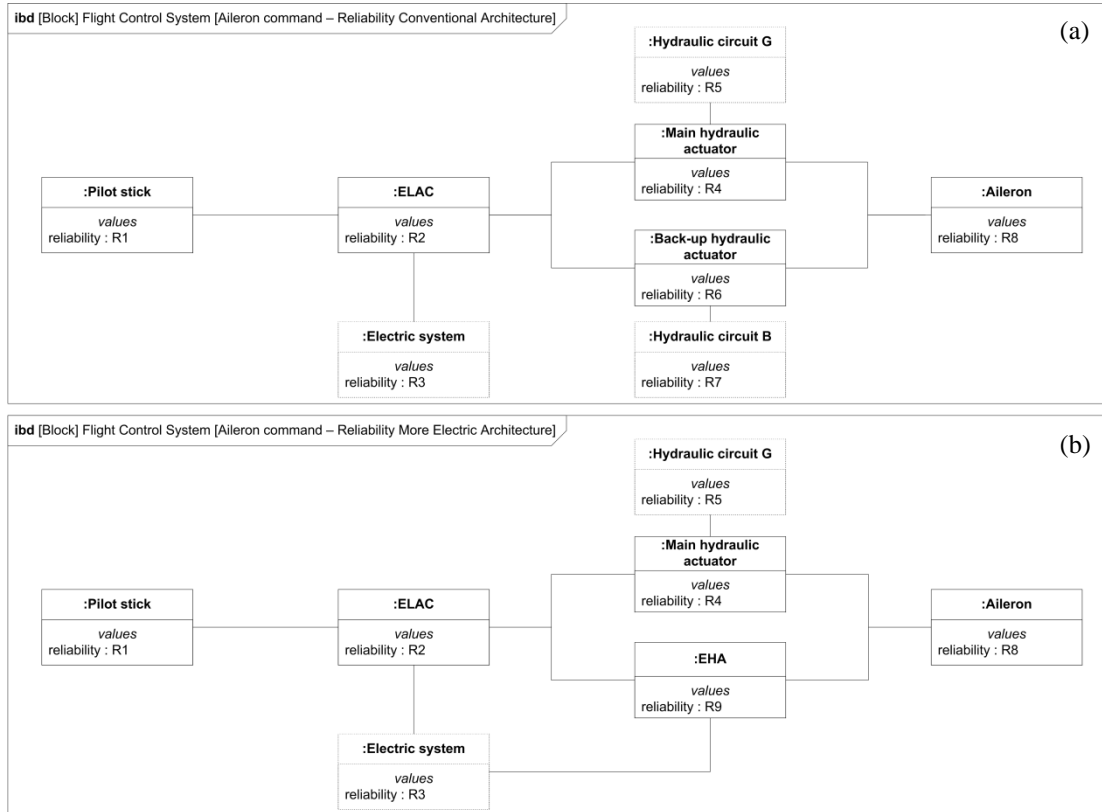 ibd [Block] Flight Control System [Aileron command – Reliability Conventional Architecture]
(a)
:Hydraulic circuit G
values
reliability : R5
:Main hydraulic
actuator
values
reliability : R4
:Pilot stick
values
reliability : R1
:ELAC
values
reliability : R2
:Aileron
values
reliability : R8
:Back-up hydraulic
actuator
values
reliability : R6
:Electric system
values
reliability : R3
:Hydraulic circuit B
values
reliability : R7
ibd [Block] Flight Control System [Aileron command – Reliability More Electric Architecture]
(b)
:Hydraulic circuit G
values
reliability : R5
:Main hydraulic
actuator
values
reliability : R4
:Pilot stick
values
reliability : R1
:ELAC
values
reliability : R2
:Aileron
values
reliability : R8
:EHA
values
reliability : R9
:Electric system
values
reliability : R3